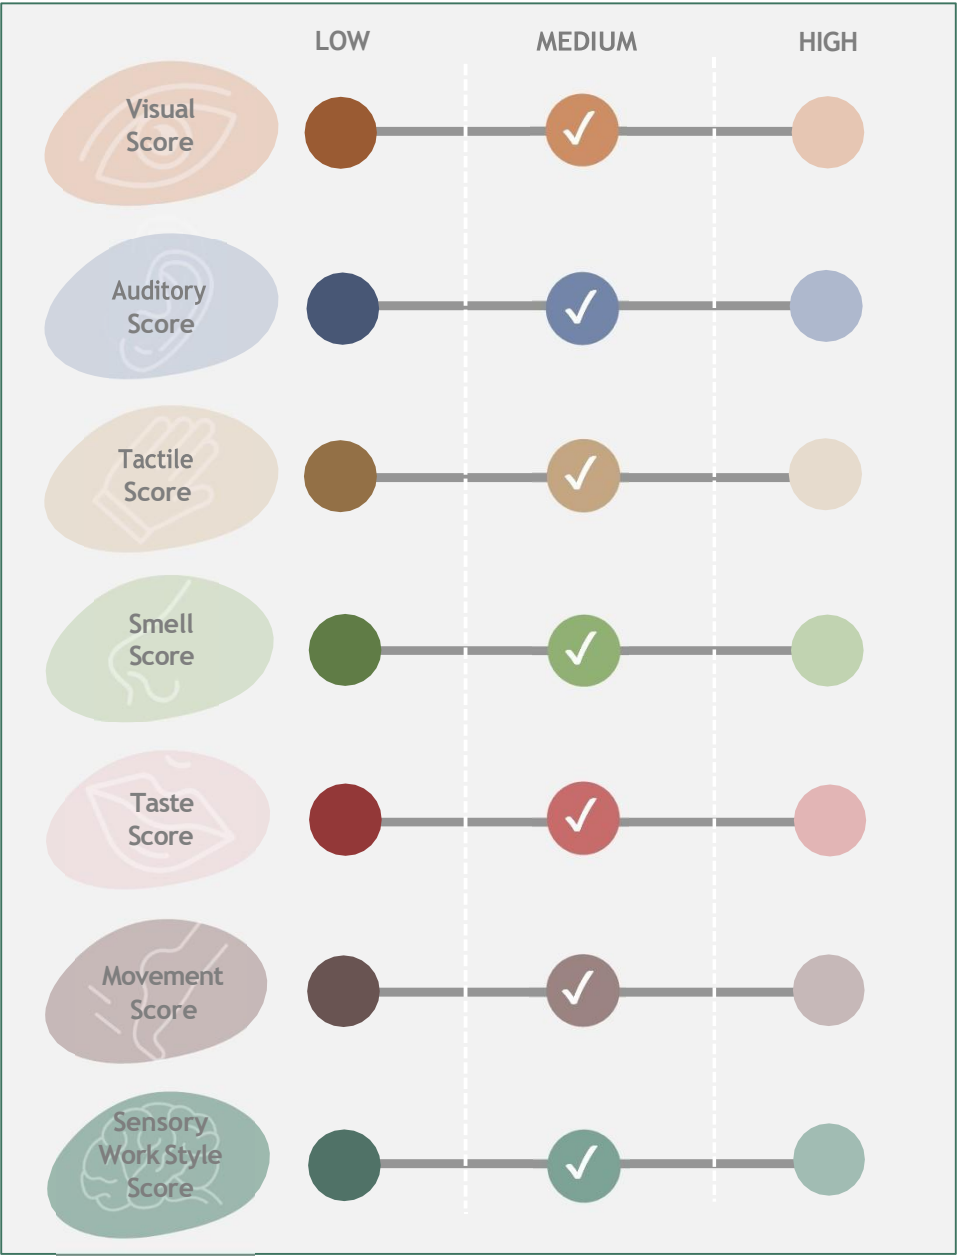 LOW MEDIUM HIGH
Visual
Score
Auditory
Score
Tactile
Score
Smell
Score
Taste
Score
Movement
Score
Sensory
Work Style
Score